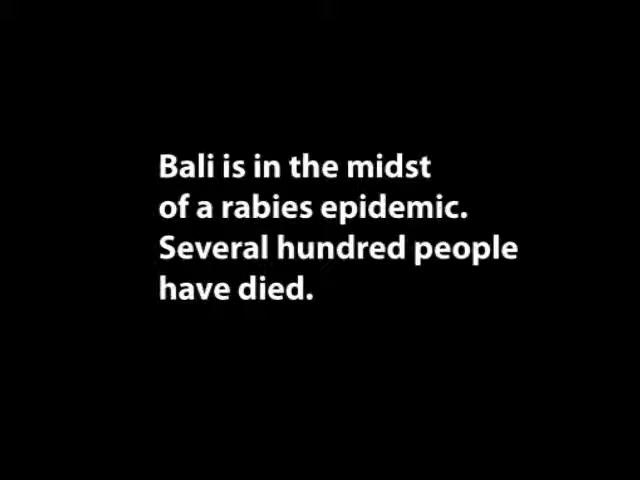 Bali is in the midst
of a rabies epidemic.
Several hundred people
have died.